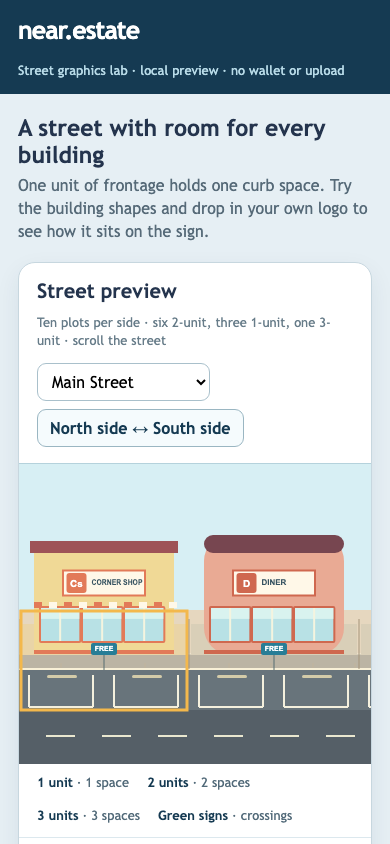 near.estate
Street graphics lab · local preview · no wallet or upload
A street with room for every
building
One unit of frontage holds one curb space. Try
the building shapes and drop in your own logo to
see how it sits on the sign.
Street preview
Ten plots per side · six 2-unit, three 1-unit, one 3-
unit · scroll the street
Main Street
North side ↔ South side
Cs CORNER SHOP
D DINER
FREE
FREE
1 unit · 1 space 2 units · 2 spaces
3 units · 3 spaces Green signs · crossings